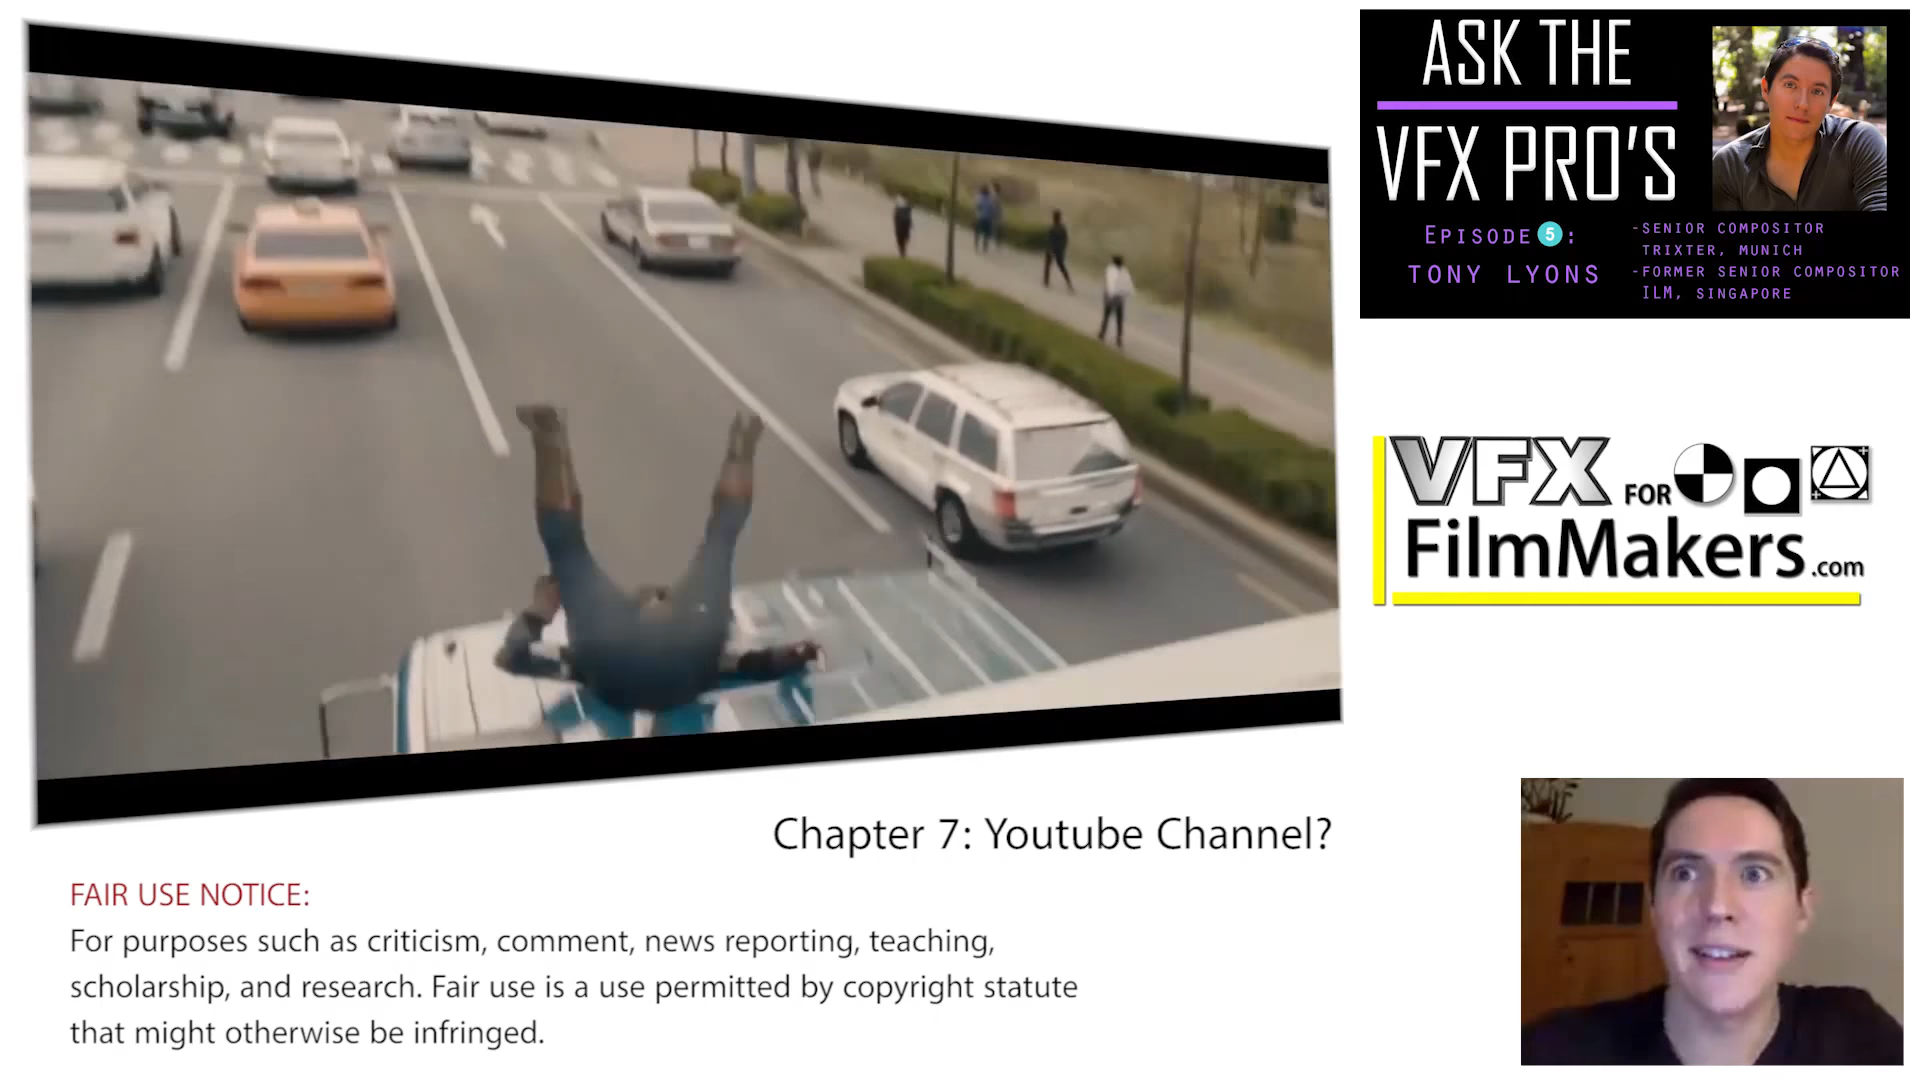 ASK THE
VFX PRO'S
EPISODE 5:
TONY LYONS
-SENIOR COMPOSITOR
TRIXTER, MUNICH
-FORMER SENIOR COMPOSITOR
ILM, SINGAPORE
VFX FOR
FilmMakers.com
Chapter 7: Youtube Channel?
FAIR USE NOTICE:
For purposes such as criticism, comment, news reporting, teaching,
scholarship, and research. Fair use is a use permitted by copyright statute
that might otherwise be infringed.